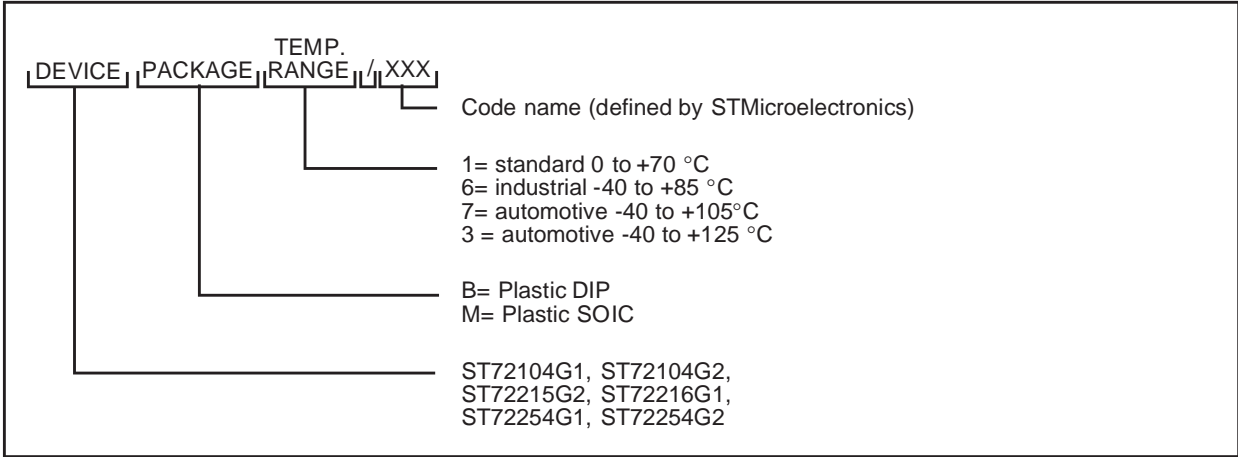 TEMP.
DEVICE PACKAGE RANGE / XXX
Code name (defined by STMicroelectronics)
1= standard 0 to +70 °C
6= industrial -40 to +85 °C
7= automotive -40 to +105°C
3 = automotive -40 to +125 °C
B= Plastic DIP
M= Plastic SOIC
ST72104G1, ST72104G2,
ST72215G2, ST72216G1,
ST72254G1, ST72254G2